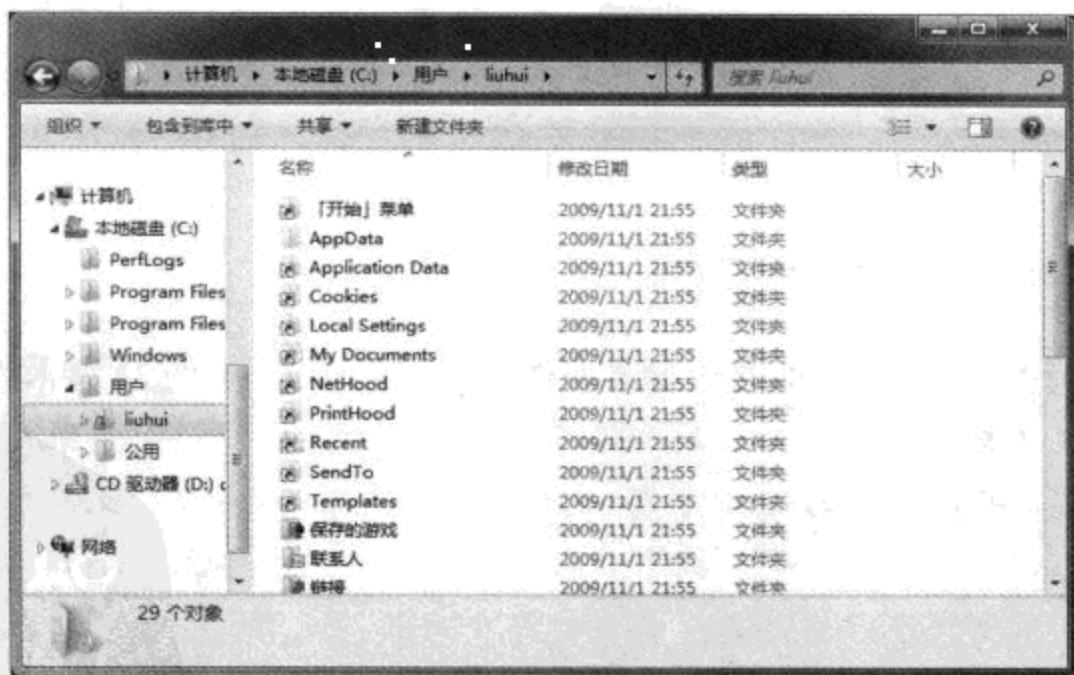 计算机 ▸ 本地磁盘 (C:) ▸ 用户 ▸ liuhui ▸ 搜索 liuhui
组织 包含到库中 共享 新建文件夹
名称 修改日期 类型 大小
计算机
本地磁盘 (C:)
PerfLogs
Program Files
Program Files
Windows
用户
liuhui
公用
CD 驱动器 (D:) c
网络
「开始」菜单 2009/11/1 21:55 文件夹
AppData 2009/11/1 21:55 文件夹
Application Data 2009/11/1 21:55 文件夹
Cookies 2009/11/1 21:55 文件夹
Local Settings 2009/11/1 21:55 文件夹
My Documents 2009/11/1 21:55 文件夹
NetHood 2009/11/1 21:55 文件夹
PrintHood 2009/11/1 21:55 文件夹
Recent 2009/11/1 21:55 文件夹
SendTo 2009/11/1 21:55 文件夹
Templates 2009/11/1 21:55 文件夹
保存的游戏 2009/11/1 21:55 文件夹
联系人 2009/11/1 21:55 文件夹
链接 2009/11/1 21:55 文件夹
29 个对象